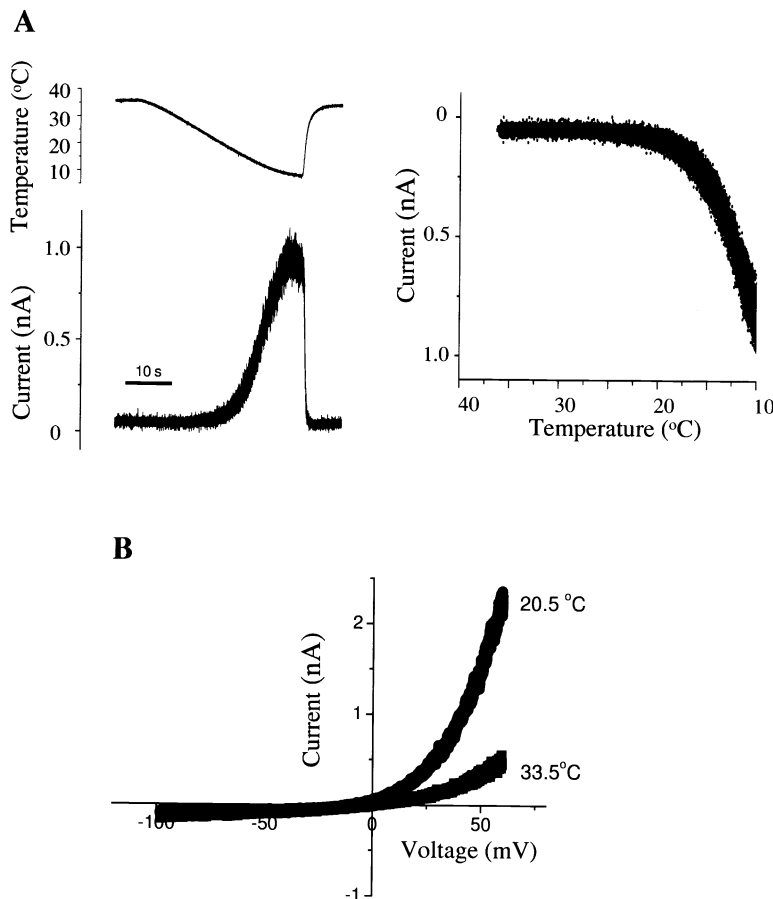 A
Temperature (°C)
40
30
20
10
Current (nA)
1.0
0.5
0
10 s
Current (nA)
0
0.5
1.0
40
30
20
10
Temperature (°C)
B
Current (nA)
2
1
-1
20.5 °C
33.5°C
-100
-50
0
50
Voltage (mV)